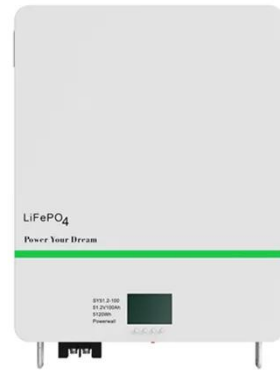 LiFePO4
Power Your Dream
SYS1.2-100
51.2V100Ah
5120Wh
Powerwall